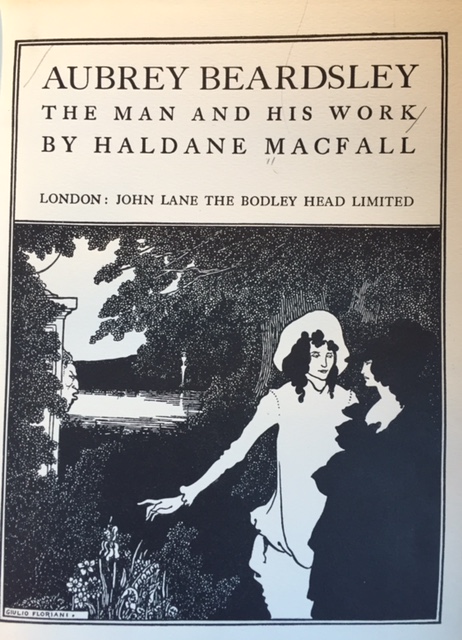 AUBREY BEARDSLEY
THE MAN AND HIS WORK
BY HALDANE MACFALL
LONDON: JOHN LANE THE BODLEY HEAD LIMITED
GIULIO FLORIANI.